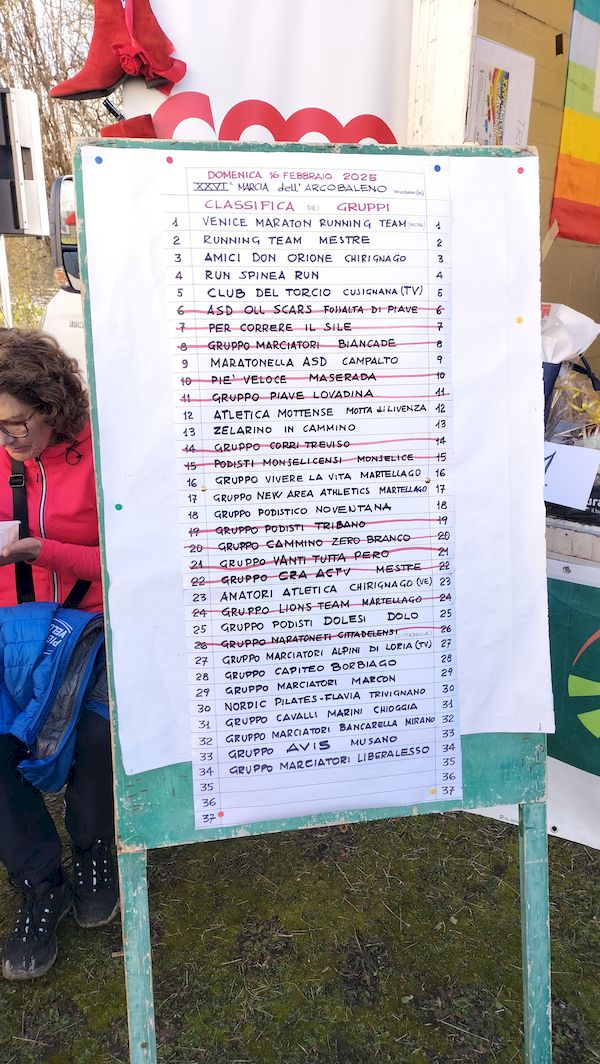 DOMENICA 16 FEBBRAIO 2025
XXVIª MARCIA dell'ARCOBALENO
CLASSIFICA DEI GRUPPI
1 VENICE MARATON RUNNING TEAM 1
2 RUNNING TEAM MESTRE 2
3 AMICI DON ORIONE CHIRIGNAGO 3
4 RUN SPINEA RUN 4
5 CLUB DEL TORCIO CUSIGNANA (TV) 5
6 ASD OLL SCARS FOSSALTA DI PIAVE 6
7 PER CORRERE IL SILE 7
8 GRUPPO MARCIATORI BIANCADE 8
9 MARATONELLA ASD CAMPALTO 9
10 PIE' VELOCE MASERADA 10
11 GRUPPO PIAVE LOVADINA 11
12 ATLETICA MOTTENSE MOTTA di LIVENZA 12
13 ZELARINO IN CAMMINO 13
14 GRUPPO CORRI TREVISO 14
15 PODISTI MONSELICENSI MONSELICE 15
16 GRUPPO VIVERE LA VITA MARTELLAGO 16
17 GRUPPO NEW AREA ATHLETICS MARTELLAGO 17
18 GRUPPO PODISTICO NOVENTANA 18
19 GRUPPO PODISTI TRIBANO 19
20 GRUPPO CAMMINO ZERO BRANCO 20
21 GRUPPO VANTI TUTTA PERO 21
22 GRUPPO GRA ACTV MESTRE 22
23 AMATORI ATLETICA CHIRIGNAGO (VE) 23
24 GRUPPO LIONS TEAM MARTELLAGO 24
25 GRUPPO PODISTI DOLESI DOLO 25
26 GRUPPO MARATONETI CITTADELENSI CITTADELLA 26
27 GRUPPO MARCIATORI ALPINI DI LORIA (TV) 27
28 GRUPPO CAPITEO BORBIAGO 28
29 GRUPPO MARCIATORI MARCON 29
30 NORDIC PILATES-FLAVIA TRIVIGNANO 30
31 GRUPPO CAVALLI MARINI CHIOGGIA 31
32 GRUPPO MARCIATORI BANCARELLA MIRANO 32
33 GRUPPO AVIS MUSANO 33
34 GRUPPO MARCIATORI LIBERALESSO 34
35
36
37 37